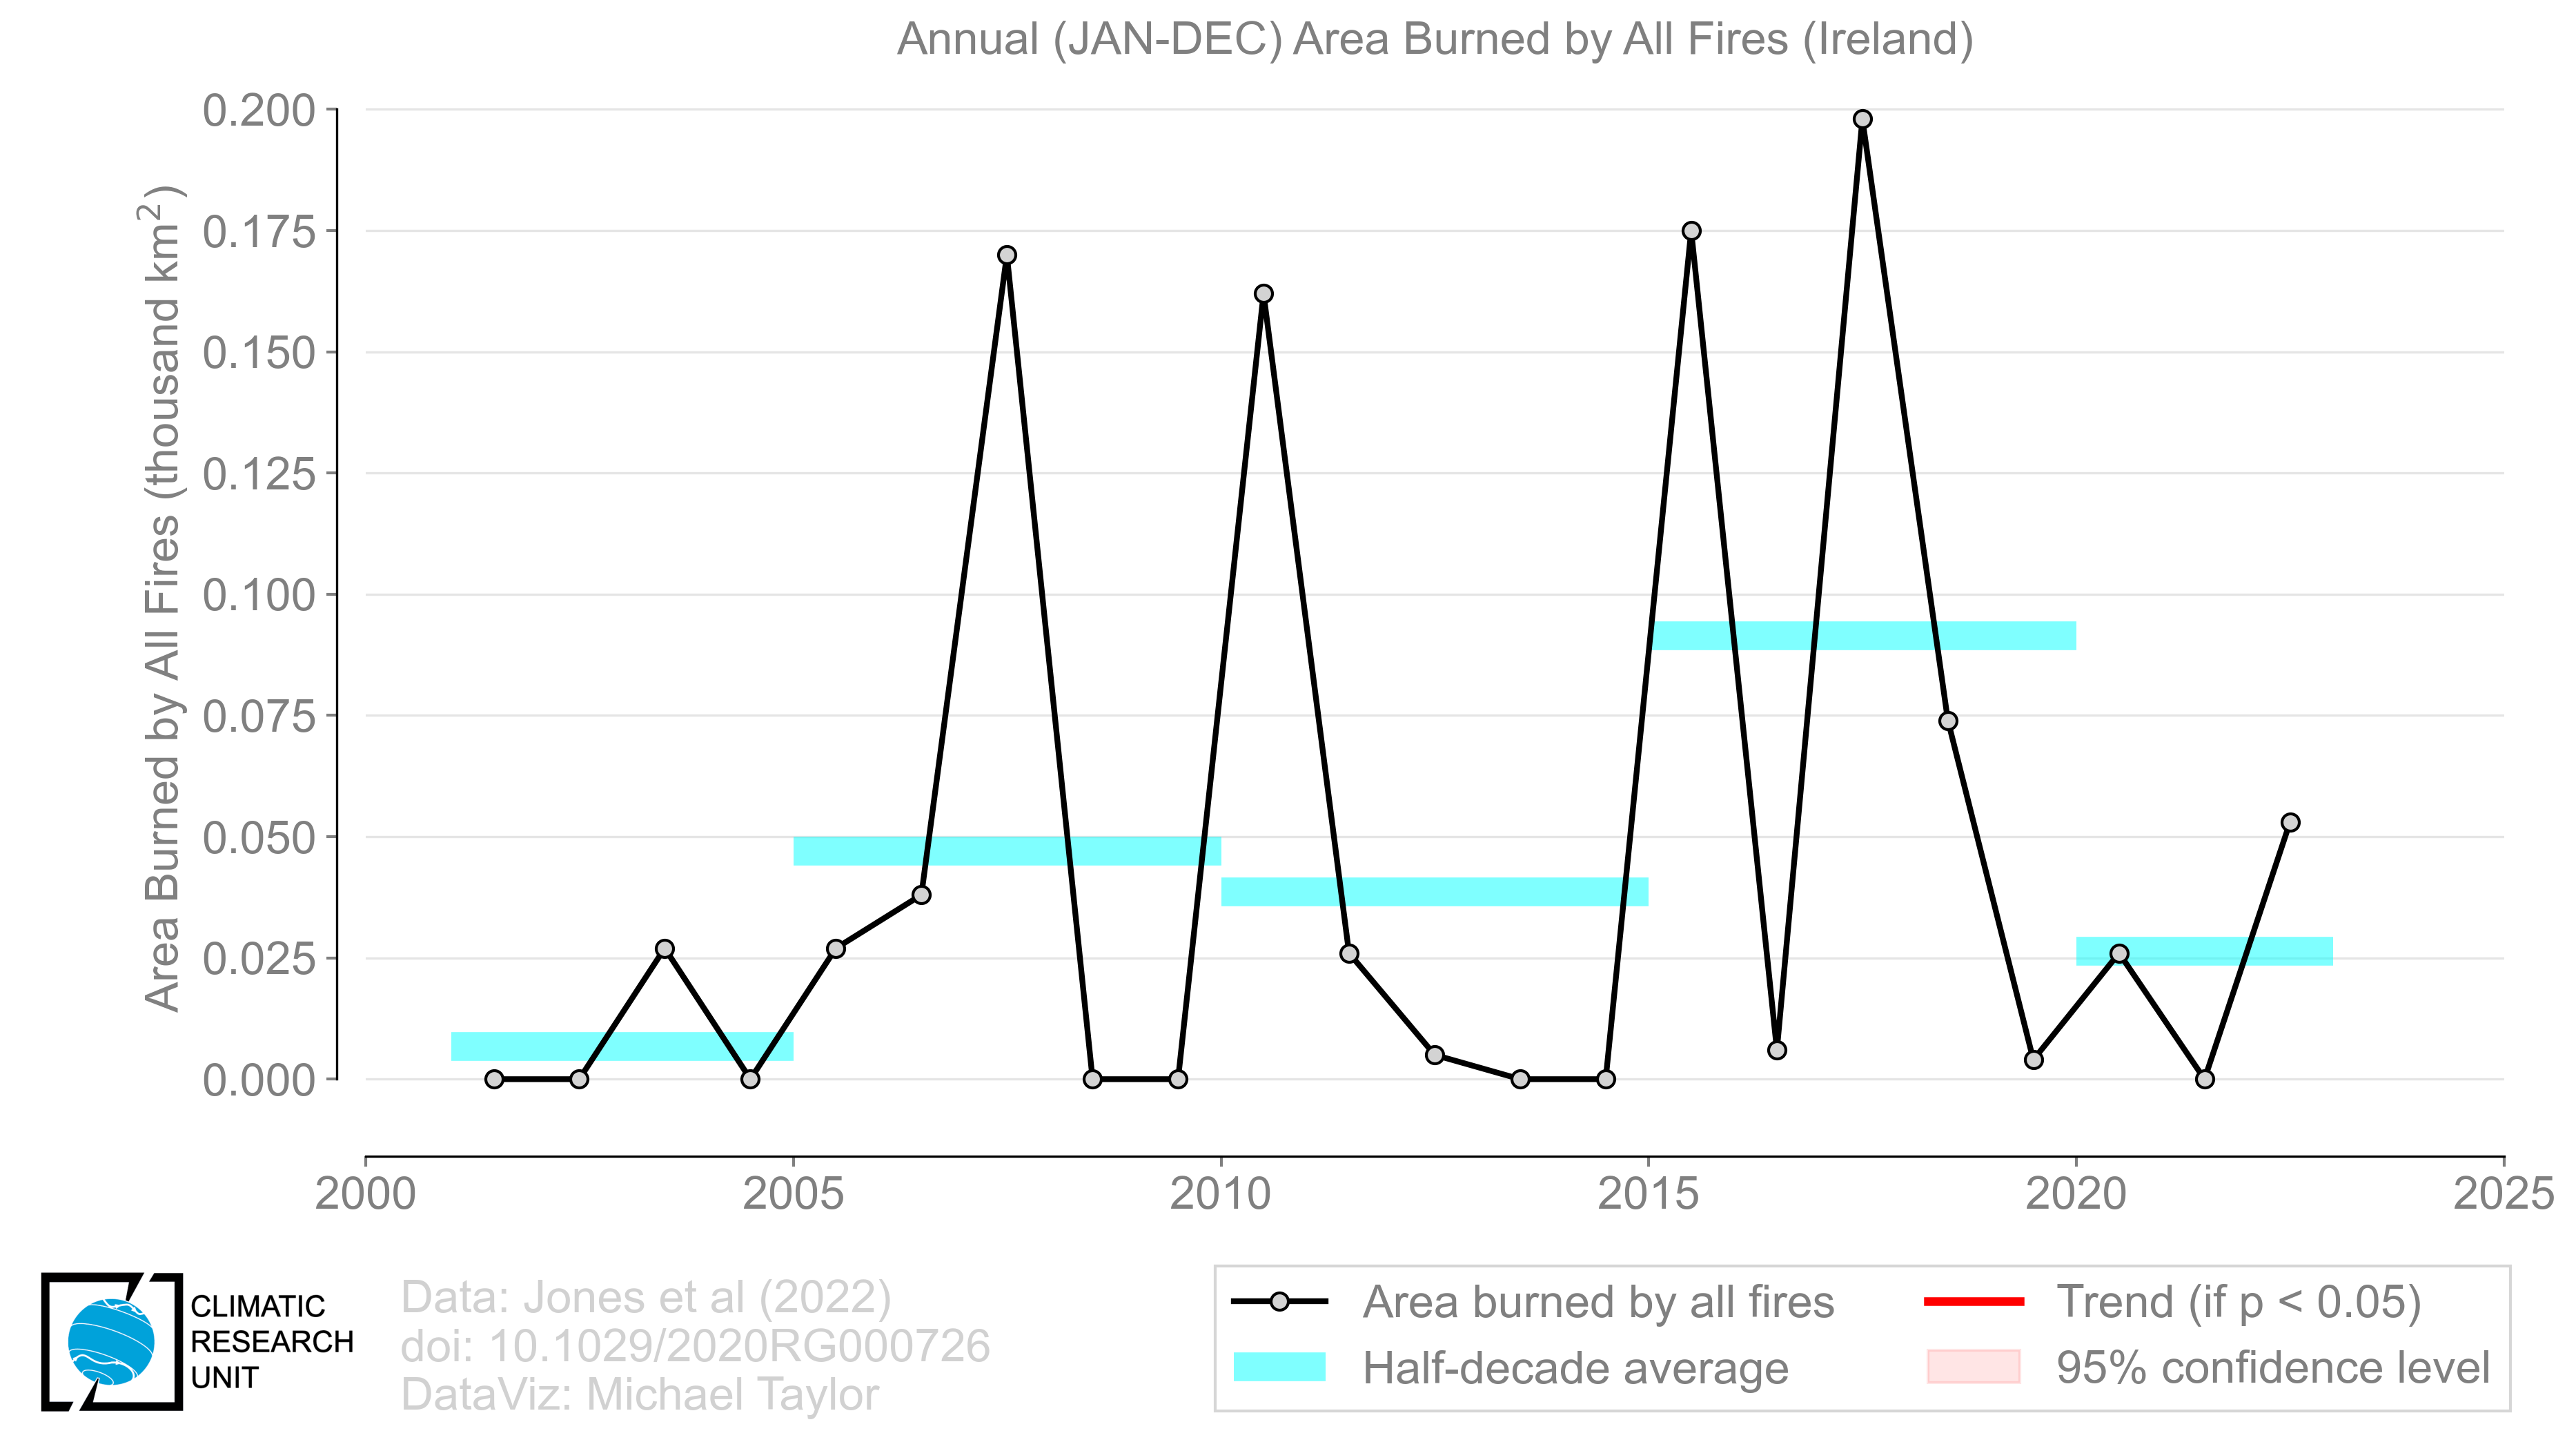 Annual (JAN-DEC) Area Burned by All Fires (Ireland)
Area Burned by All Fires (thousand km²)
0.200
0.175
0.150
0.125
0.100
0.075
0.050
0.025
0.000
2000 2005 2010 2015 2020 2025
CLIMATIC
RESEARCH
UNIT
Data: Jones et al (2022)
doi: 10.1029/2020RG000726
DataViz: Michael Taylor
Area burned by all fires
Half-decade average
Trend (if p < 0.05)
95% confidence level